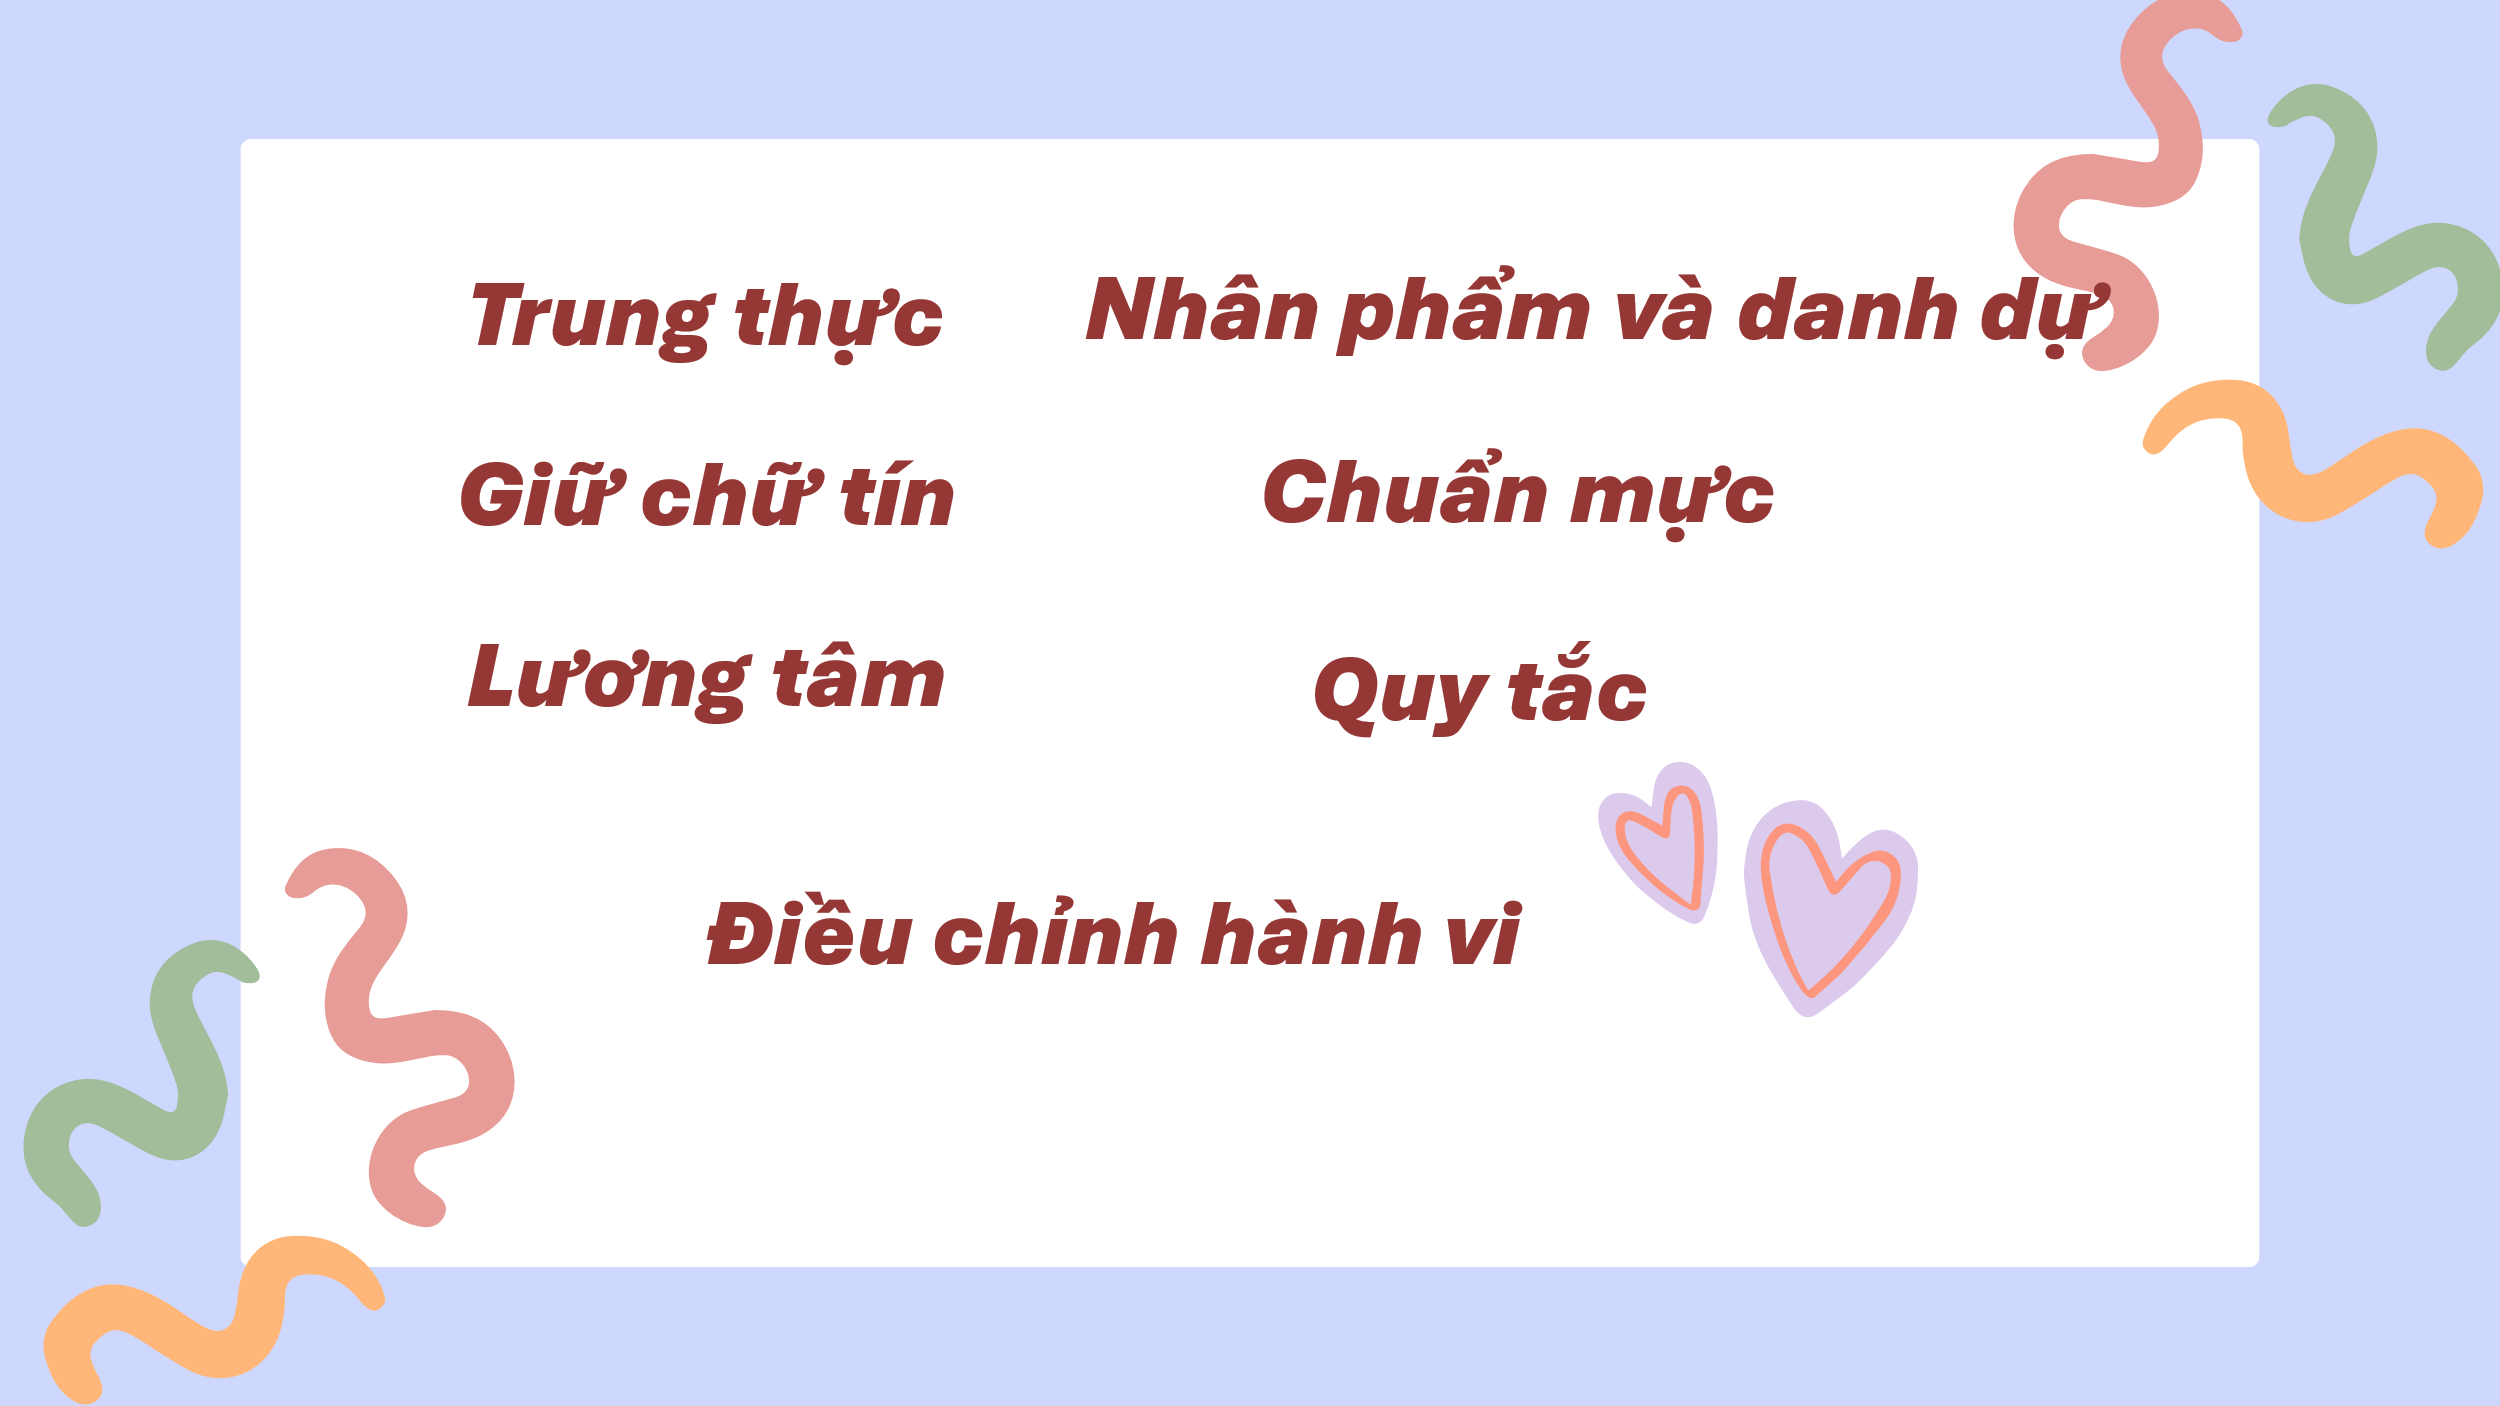 Trung thực
Nhân phẩm và danh dự
Giữ chữ tín
Chuẩn mực
Lương tâm
Quy tắc
Điều chỉnh hành vi